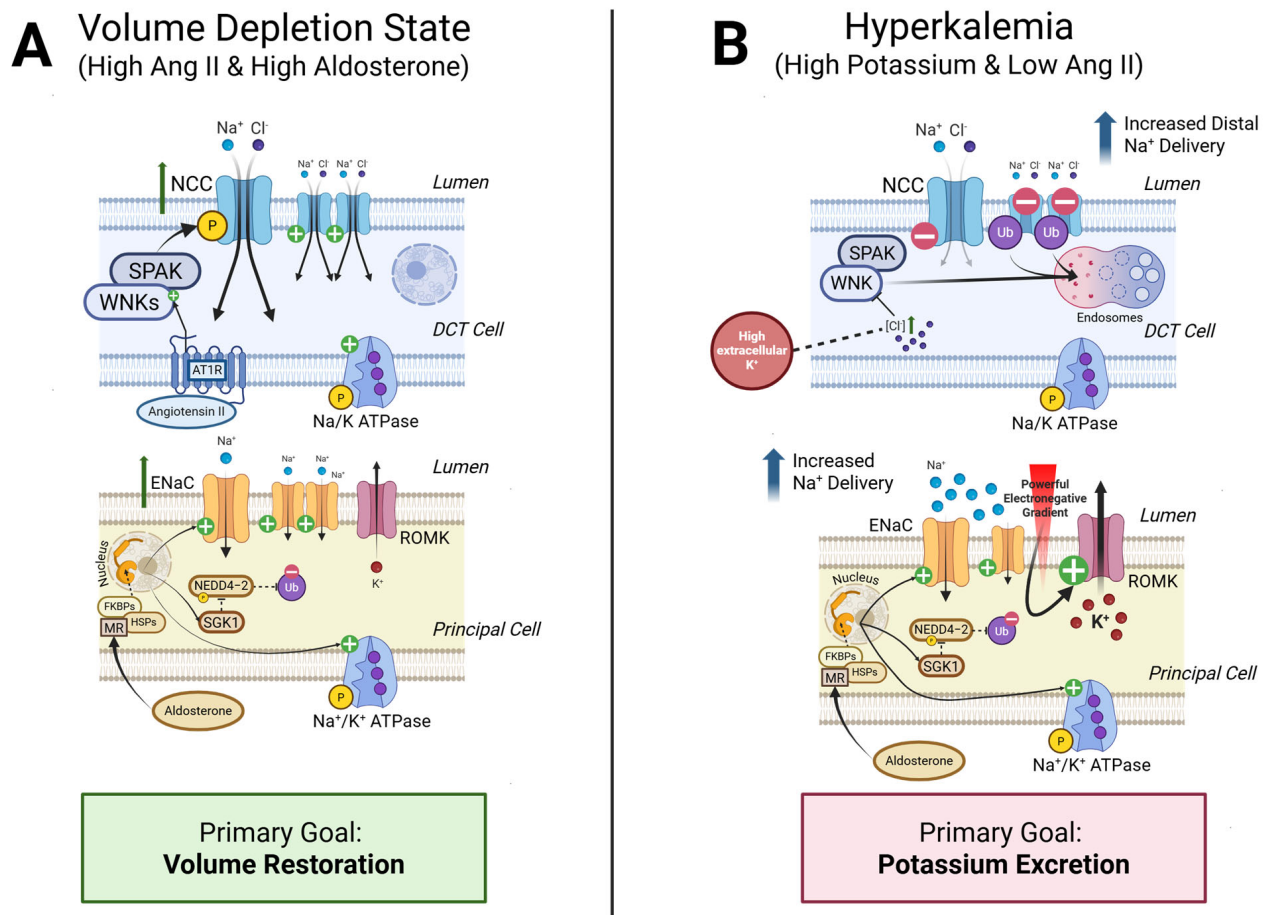 A
Volume Depletion State
(High Ang II & High Aldosterone)
Na⁺ Cl⁻
Na⁺ Cl⁻ Na⁺ Cl⁻
NCC
Lumen
P
SPAK
WNKs
DCT Cell
AT1R
Angiotensin II
P
Na/K ATPase
Na⁺
Lumen
Na⁺ Na⁺ Na⁺
ENaC
ROMK
Nucleus
K⁺
NEDD4-2
P
Ub
SGK1
FKBPs
HSPs
MR
Principal Cell
P
Aldosterone
Na⁺/K⁺ ATPase
Primary Goal:
Volume Restoration
B
Hyperkalemia
(High Potassium & Low Ang II)
Increased Distal
Na⁺ Delivery
Na⁺ Cl⁻
Na⁺ Cl⁻ Na⁺ Cl⁻
NCC
Lumen
Ub Ub
SPAK
WNK
Endosomes
[Cl⁻]
DCT Cell
High
extracellular
K⁺
P
Na/K ATPase
Increased
Na⁺ Delivery
Na⁺
Powerful
Electronegative
Gradient
ENaC
Lumen
ROMK
Nucleus
K⁺
NEDD4-2
P
Ub
SGK1
FKBPs
HSPs
MR
Principal Cell
P
Aldosterone
Na⁺/K⁺ ATPase
Primary Goal:
Potassium Excretion